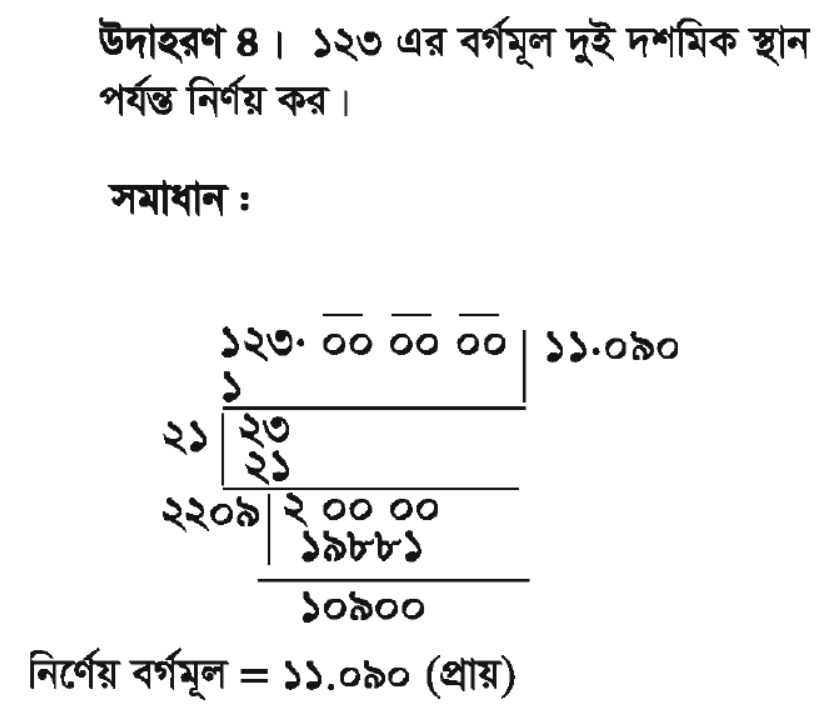 উদাহরণ ৪। ১২৩ এর বর্গমূল দুই দশমিক স্থান
পর্যন্ত নির্ণয় কর।
সমাধান :
১২৩· ০০ ০০ ০০ ১১·০৯০
১
২১ ২৩
২১
২২০৯ ২ ০০ ০০
১৯৮৮১
১০৯০০
নির্ণেয় বর্গমূল = ১১.০৯০ (প্রায়)